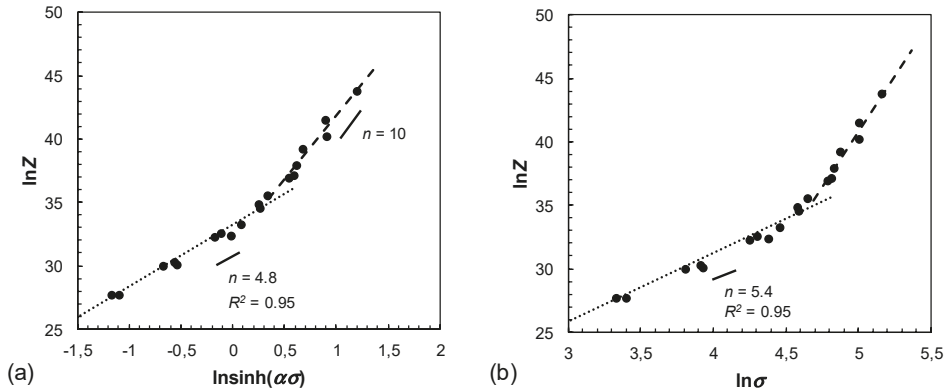 50
45
40
35
30
25
lnZ
n = 10
n = 4.8
R² = 0.95
-1,5 -1 -0,5 0 0,5 1 1,5 2
lnsinh(ασ)
(a)
50
45
40
35
30
25
lnZ
n = 5.4
R² = 0.95
3 3,5 4 4,5 5 5,5
lnσ
(b)